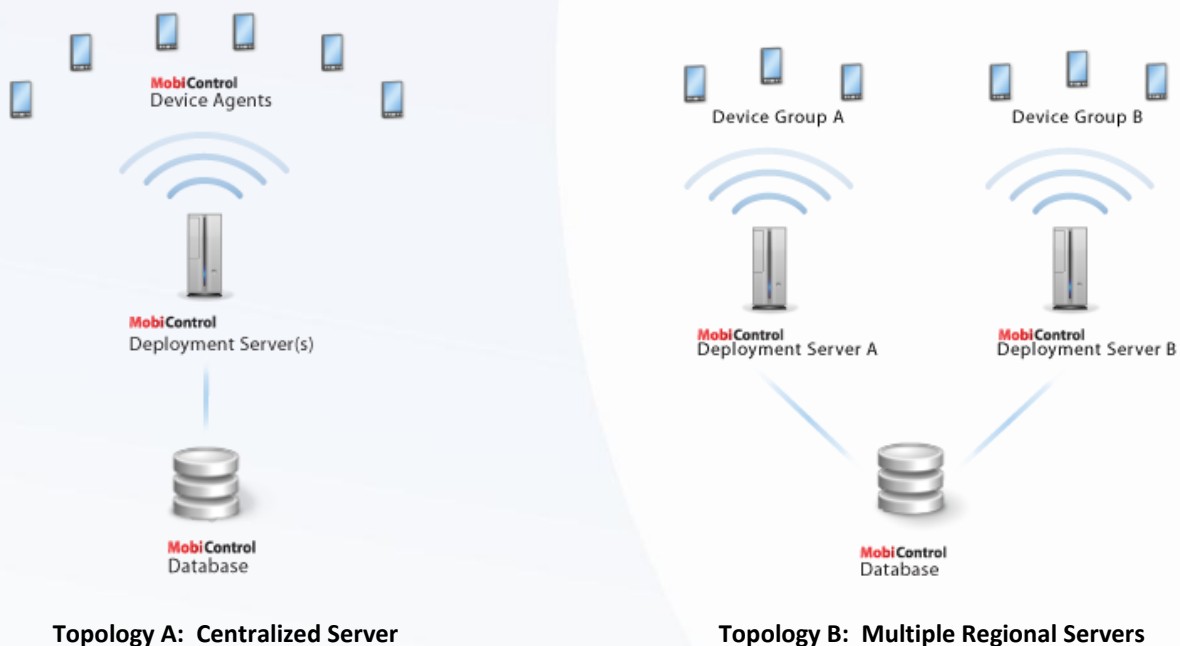 MobiControl
Device Agents
MobiControl
Deployment Server(s)
MobiControl
Database
Topology A: Centralized Server
Device Group A
Device Group B
MobiControl
Deployment Server A
MobiControl
Deployment Server B
MobiControl
Database
Topology B: Multiple Regional Servers